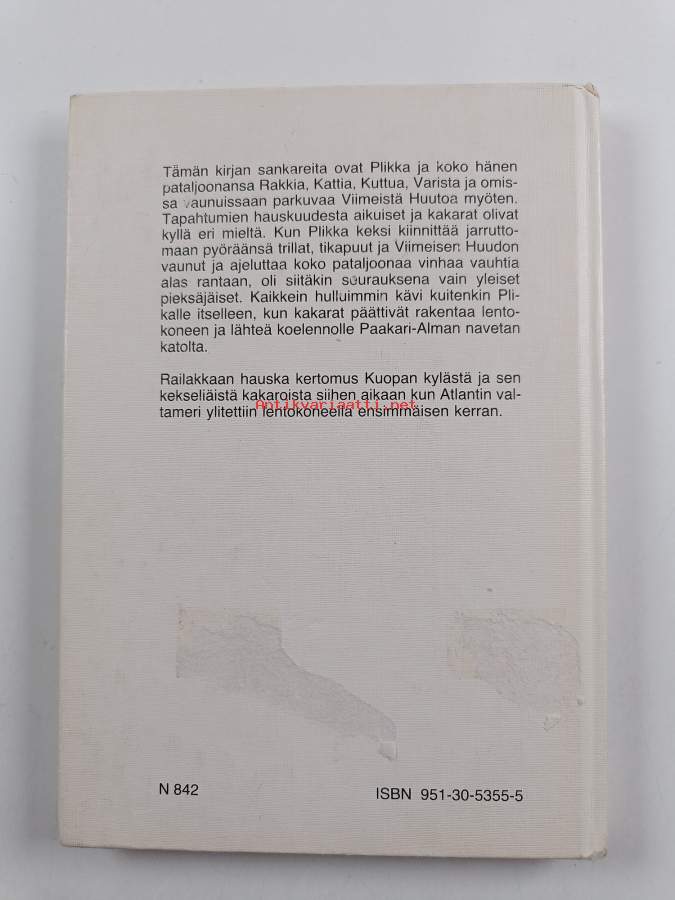 Tämän kirjan sankareita ovat Plikka ja koko hänen
pataljoonansa Rakkia, Kattia, Kuttua, Varista ja omis-
sa vaunuissaan parkuvaa Viimeistä Huutoa myöten.
Tapahtumien hauskuudesta aikuiset ja kakarat olivat
kyllä eri mieltä. Kun Plikka keksi kiinnittää jarrutto-
maan pyöräänsä trillat, tikapuut ja Viimeisen Huudon
vaunut ja ajeluttaa koko pataljoonaa vinhaa vauhtia
alas rantaan, oli siitäkin seurauksena vain yleiset
pieksäjäiset. Kaikkein hulluimmin kävi kuitenkin Pli-
kalle itselleen, kun kakarat päättivät rakentaa lento-
koneen ja lähteä koelennolle Paakari-Alman navetan
katolta.
Railakkaan hauska kertomus Kuopan kylästä ja sen
kekseliäistä kakaroista siihen aikaan kun Atlantin val-
Antikvariaatti.net
tameri ylitettiin lentokoneella ensimmäisen kerran.
N 842
ISBN 951-30-5355-5